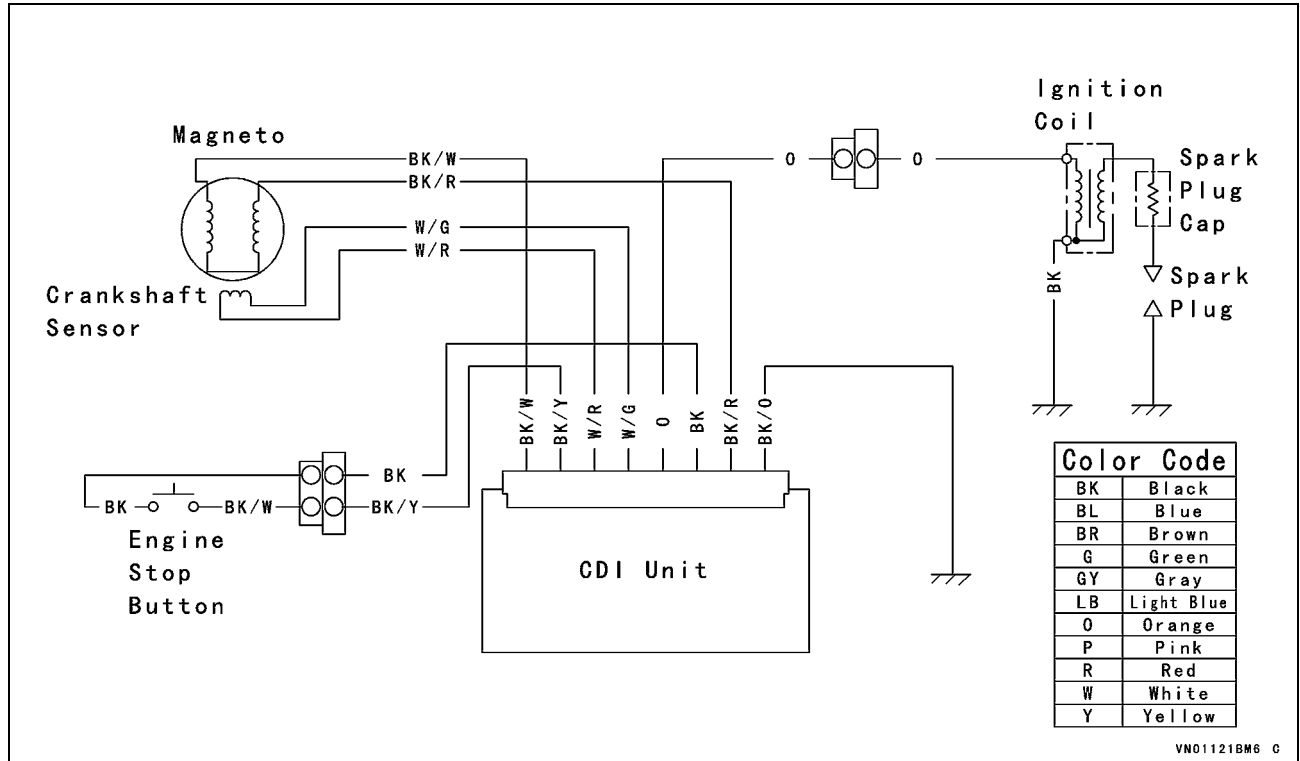 Ignition
Coil
Magneto
BK/W
BK/R
O
O
Spark
Plug
Cap
W/G
W/R
BK
Spark
Plug
Crankshaft
Sensor
BK/W
BK/Y
W/R
W/G
O
BK
BK/R
BK/O
BK
BK
BK/W
BK/Y
Engine
Stop
Button
CDI Unit
Color Code
BK Black
BL Blue
BR Brown
G Green
GY Gray
LB Light Blue
O Orange
P Pink
R Red
W White
Y Yellow
VN01121BM6 C